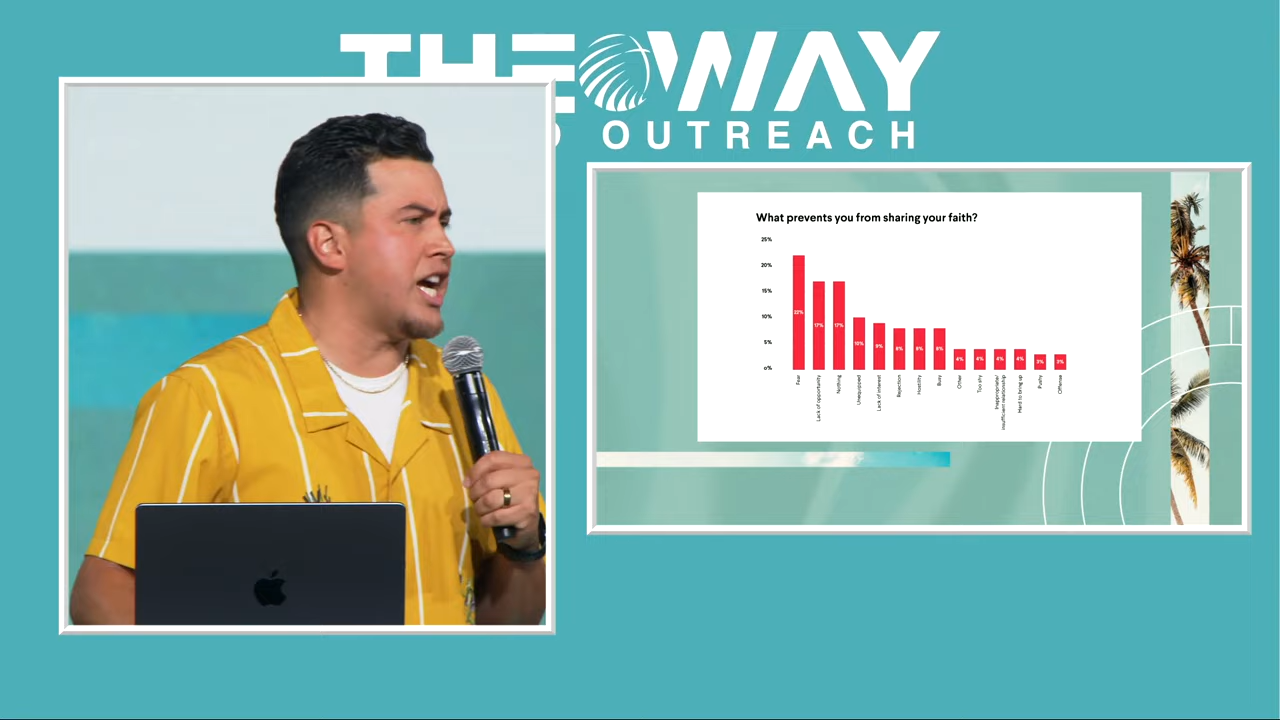 THE WAY
OUTREACH
What prevents you from sharing your faith?
25%
20%
15%
10%
5%
0%
22%
17%
17%
10%
9%
8%
8%
8%
4%
4%
4%
4%
3%
3%
Fear
Lack of opportunity
Nothing
Unequipped
Lack of interest
Rejection
Hostility
Busy
Other
Too shy
Inappropriate/
insufficient relationship
Hard to bring up
Pushy
Offense